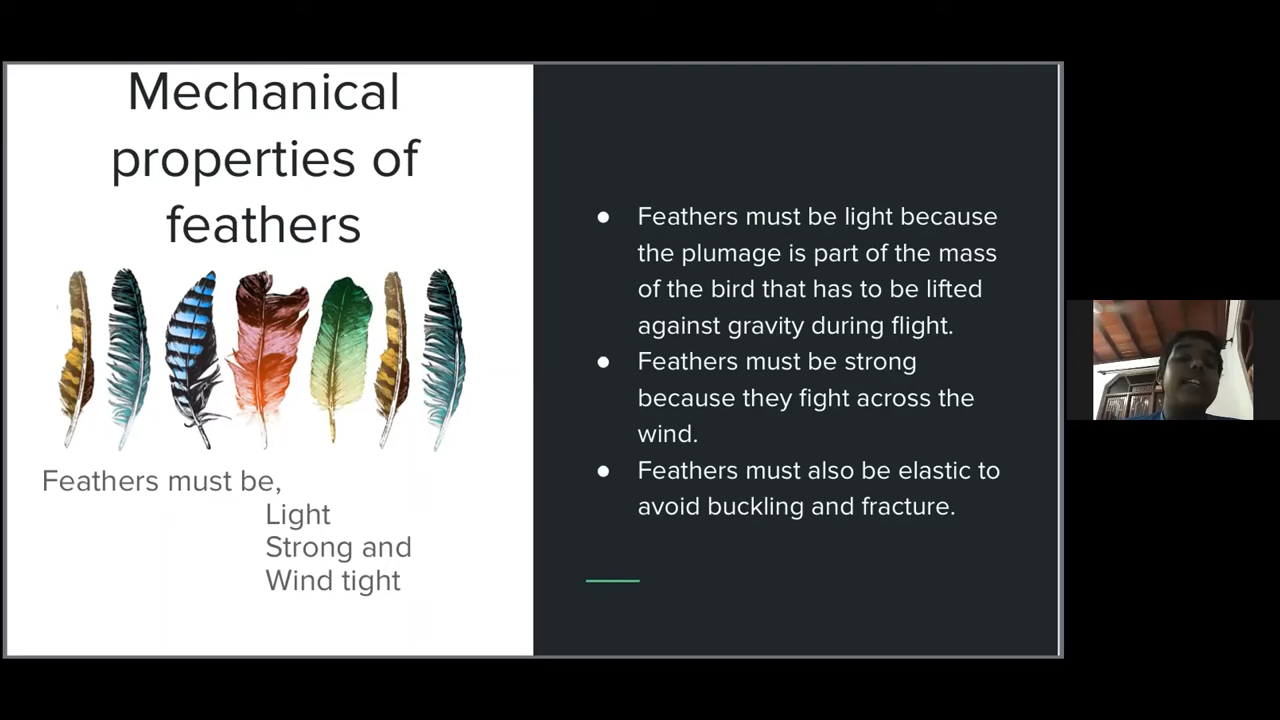 Mechanical
properties of
feathers
Feathers must be,
Light
Strong and
Wind tight
● Feathers must be light because
the plumage is part of the mass
of the bird that has to be lifted
against gravity during flight.
● Feathers must be strong
because they fight across the
wind.
● Feathers must also be elastic to
avoid buckling and fracture.